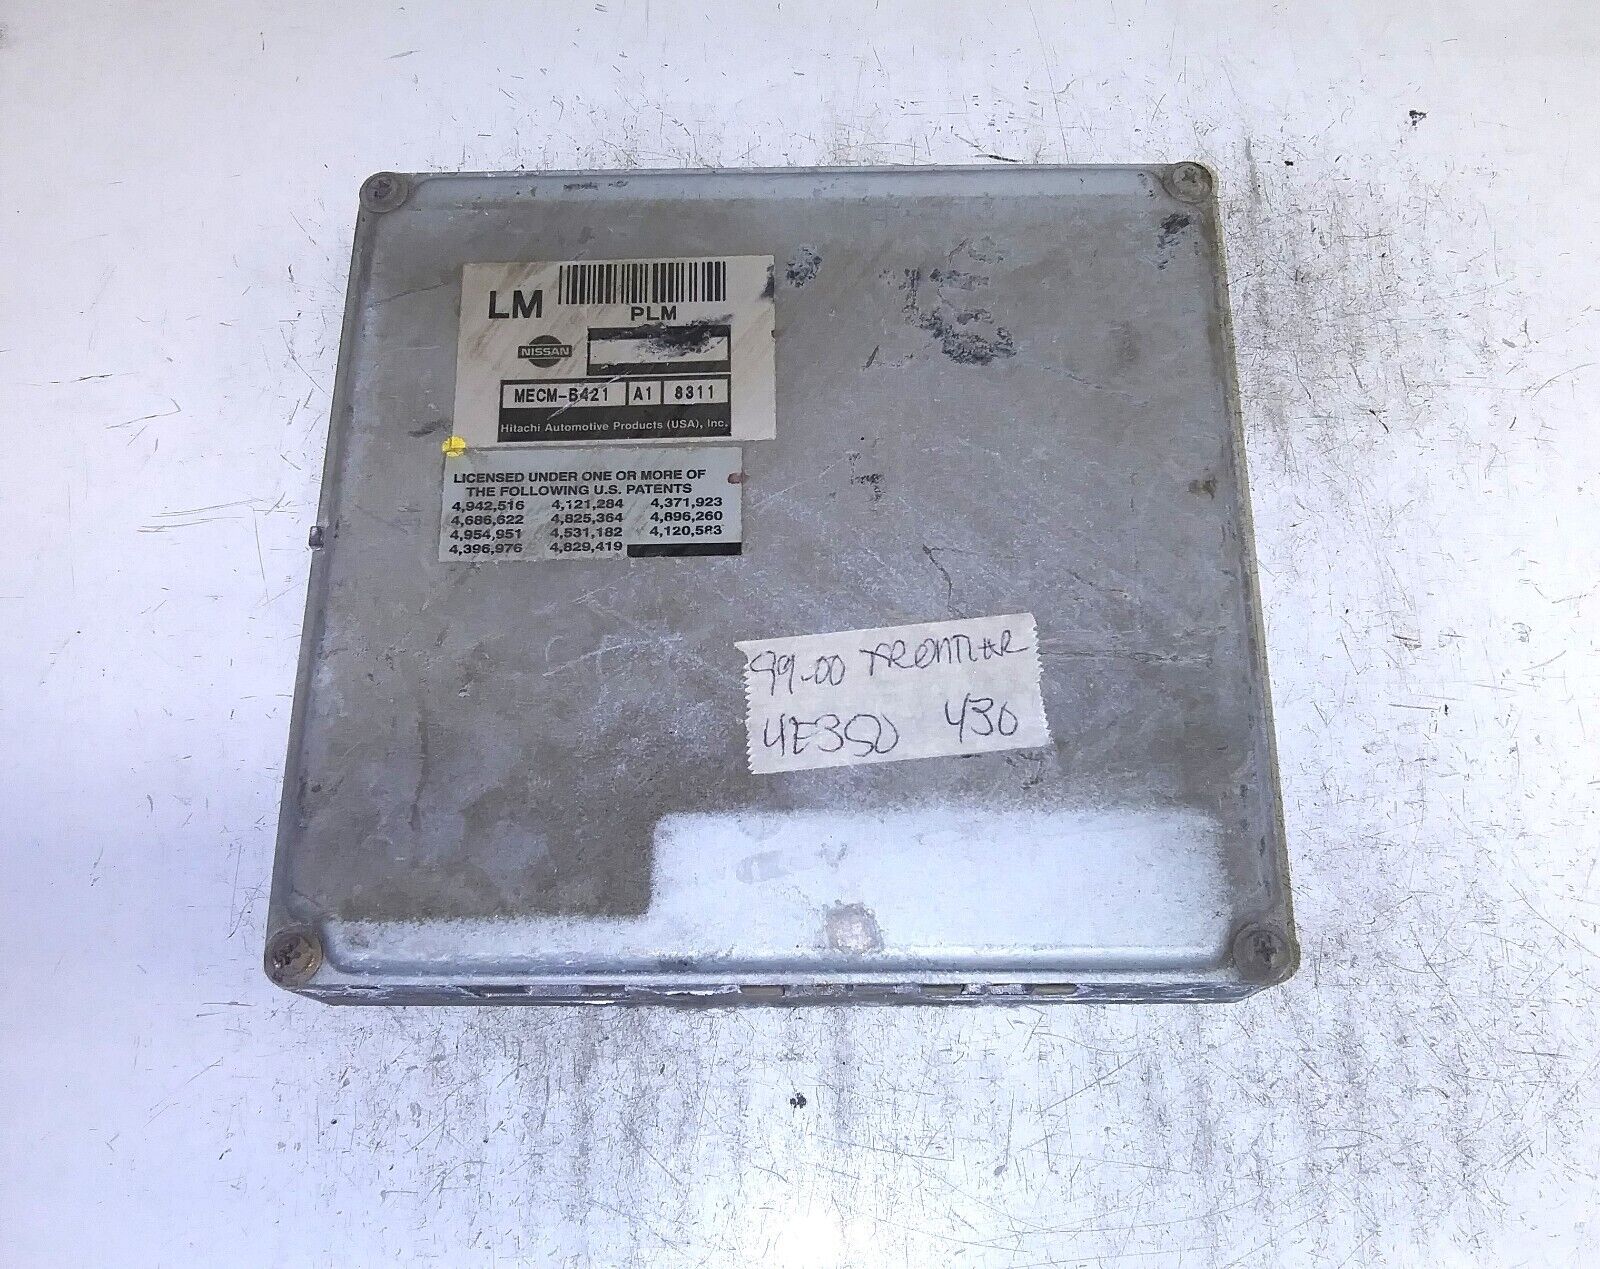 LM
PLM
NISSAN
MECM-B421 A1 8311
Hitachi Automotive Products (USA), Inc.
LICENSED UNDER ONE OR MORE OF
THE FOLLOWING U.S. PATENTS
4,942,516 4,121,284 4,371,923
4,686,622 4,825,364 4,896,260
4,954,951 4,531,182 4,120,583
4,396,976 4,829,419
99-00 FRONTIER
4E3SD 430